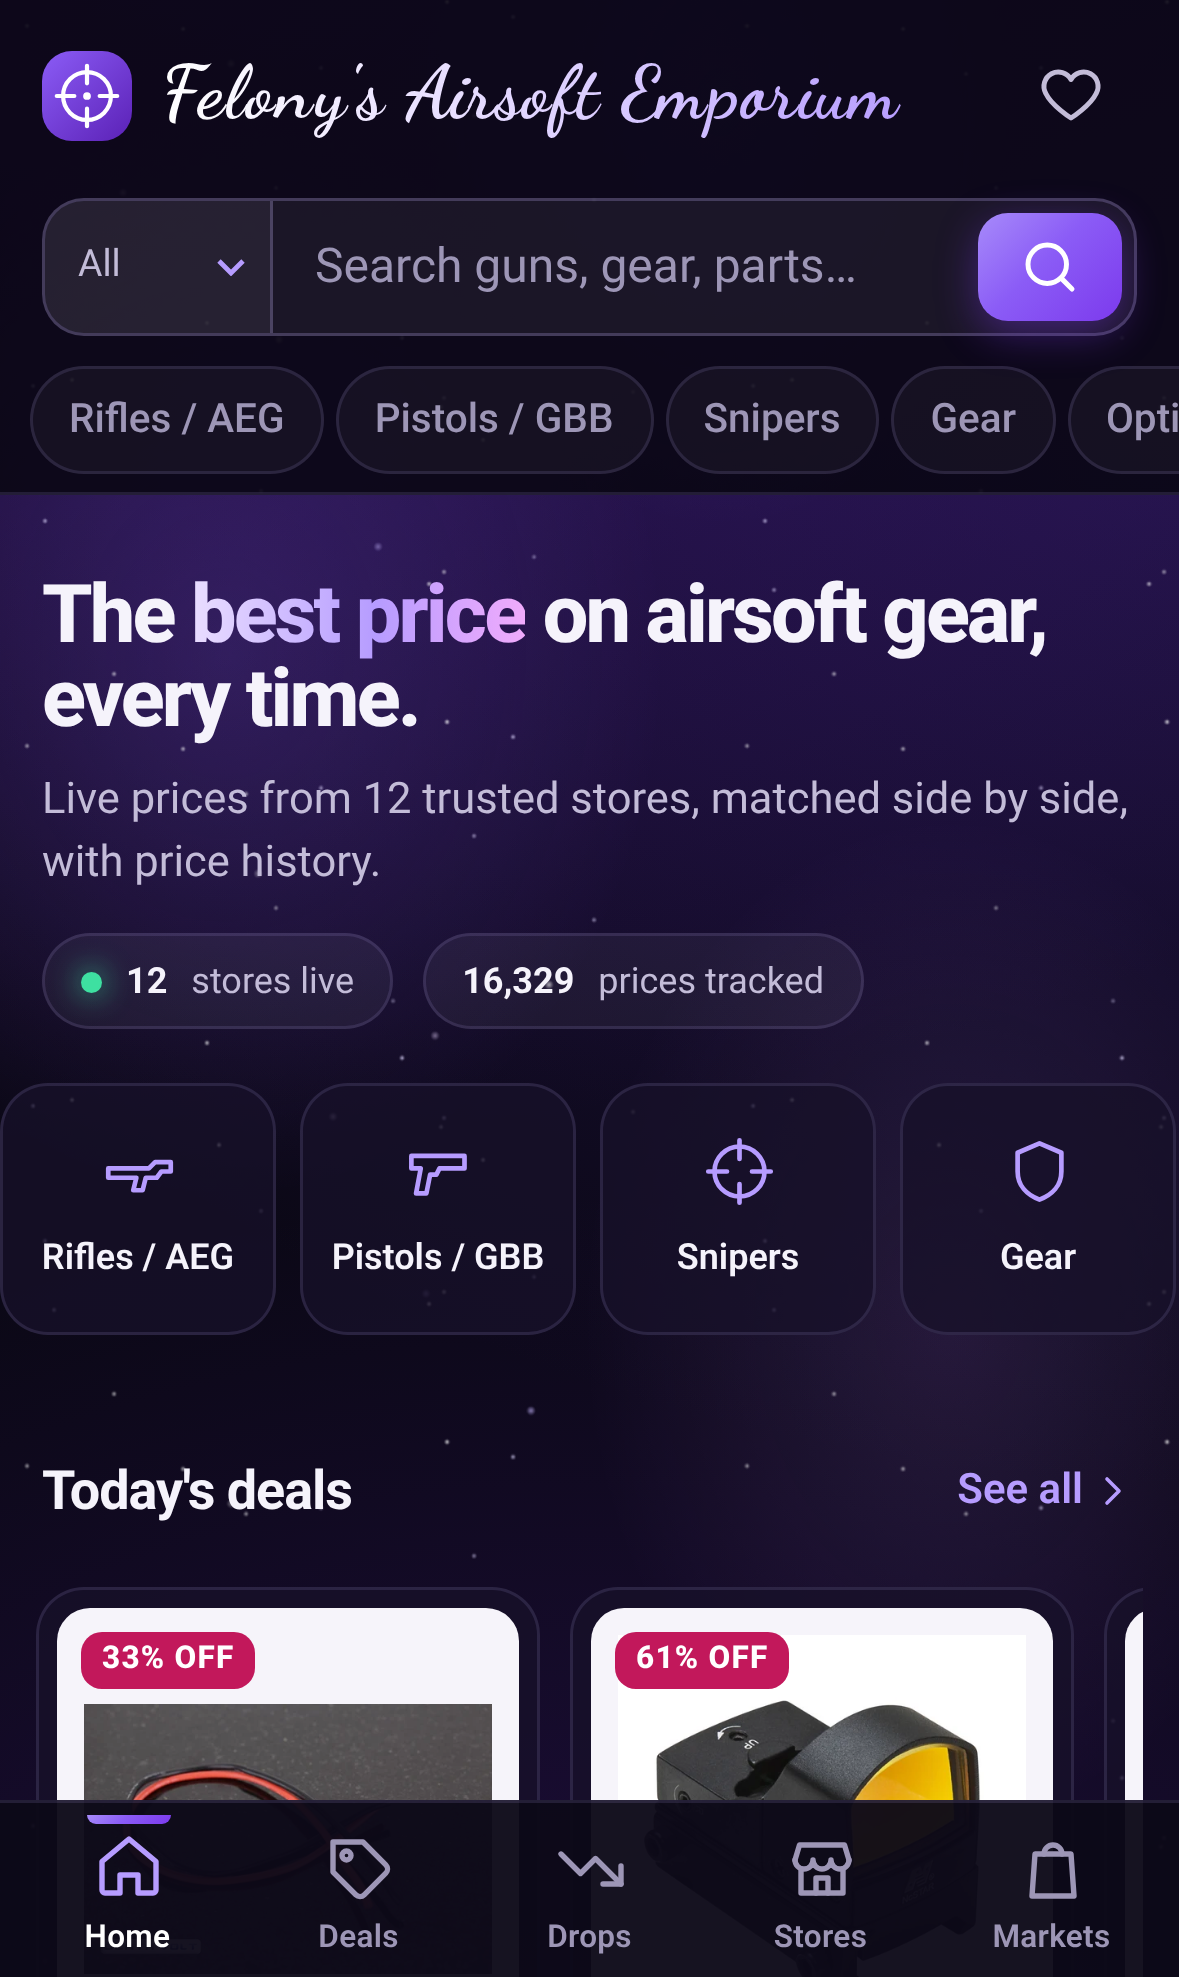 Felony's Airsoft Emporium
All
Search guns, gear, parts...
Rifles / AEG
Pistols / GBB
Snipers
Gear
Opti
The best price on airsoft gear,
every time.
Live prices from 12 trusted stores, matched side by side,
with price history.
12 stores live
16,329 prices tracked
Rifles / AEG
Pistols / GBB
Snipers
Gear
Today's deals
See all
33% OFF
61% OFF
UP
Home
Deals
Drops
Stores
Markets